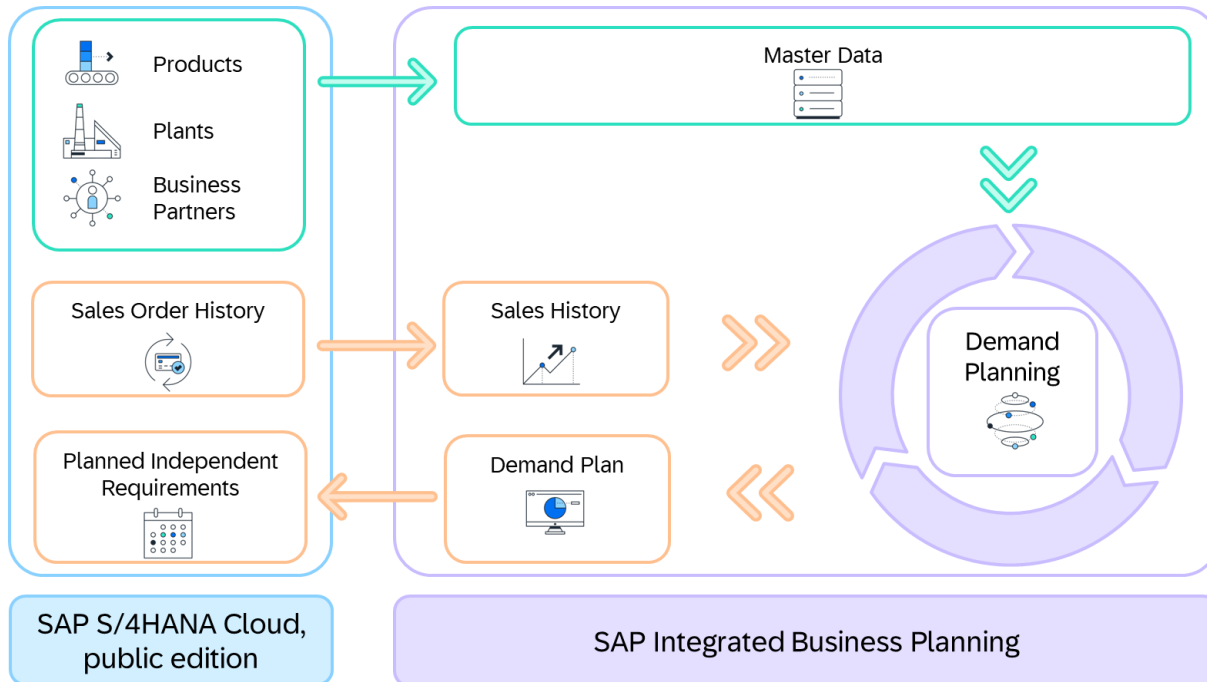 Products
Plants
Business
Partners
Master Data
Sales Order History
Sales History
Demand
Planning
Planned Independent
Requirements
Demand Plan
SAP S/4HANA Cloud,
public edition
SAP Integrated Business Planning